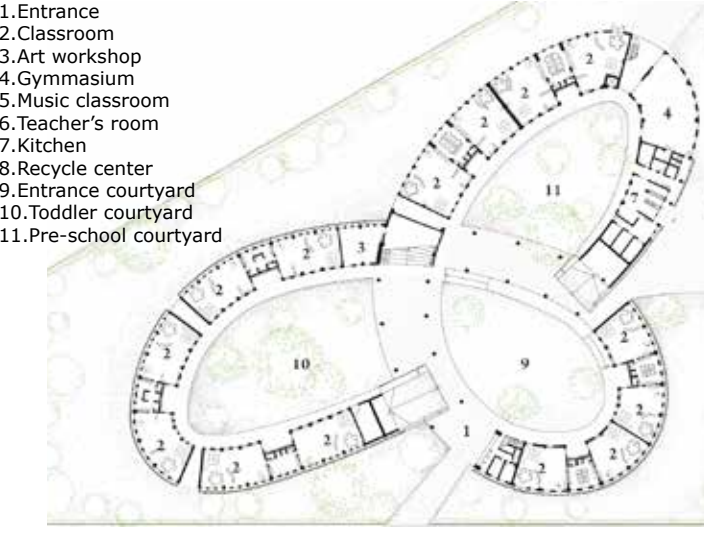 1.Entrance
2.Classroom
3.Art workshop
4.Gymmasium
5.Music classroom
6.Teacher's room
7.Kitchen
8.Recycle center
9.Entrance courtyard
10.Toddler courtyard
11.Pre-school courtyard
2
2
4
2
2
11
7
3
2
2
2
2
10
9
2
1
2
2
2
2
2